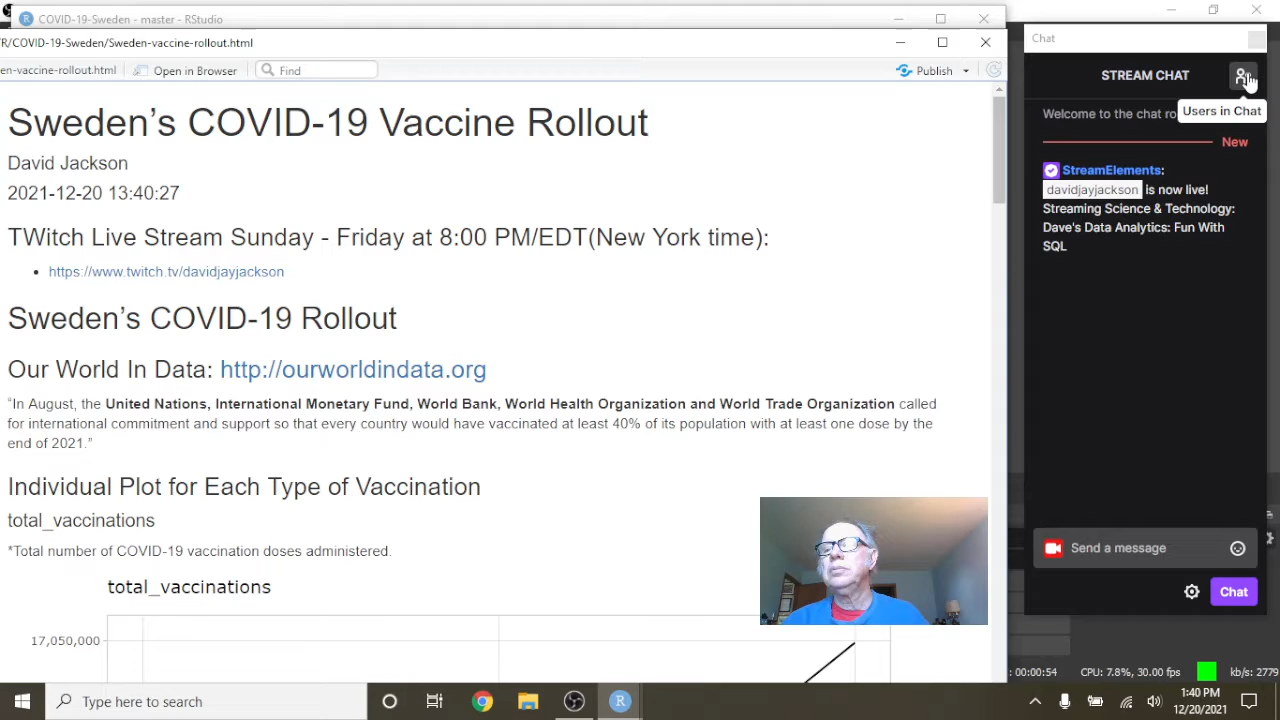 COVID-19-Sweden - master - RStudio
R/COVID-19-Sweden/Sweden-vaccine-rollout.html
en-vaccine-rollout.html
Open in Browser
Find
Publish
Sweden's COVID-19 Vaccine Rollout
David Jackson
2021-12-20 13:40:27
TWitch Live Stream Sunday - Friday at 8:00 PM/EDT(New York time):
• https://www.twitch.tv/davidjayjackson
Sweden's COVID-19 Rollout
Our World In Data: http://ourworldindata.org
“In August, the United Nations, International Monetary Fund, World Bank, World Health Organization and World Trade Organization called
for international commitment and support so that every country would have vaccinated at least 40% of its population with at least one dose by the
end of 2021.”
Individual Plot for Each Type of Vaccination
total_vaccinations
*Total number of COVID-19 vaccination doses administered.
total_vaccinations
17,050,000
Chat
STREAM CHAT
Users in Chat
Welcome to the chat ro
New
StreamElements:
davidjayjackson is now live!
Streaming Science & Technology:
Dave's Data Analytics: Fun With
SQL
Send a message
Chat
:00:00:54 CPU: 7.8%, 30.00 fps kb/s: 2779
Type here to search
1:40 PM
12/20/2021